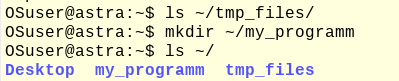 OSuser@astra:~$ ls ~/tmp_files/
OSuser@astra:~$ mkdir ~/my_programm
OSuser@astra:~$ ls ~/
Desktop  my_programm  tmp_files